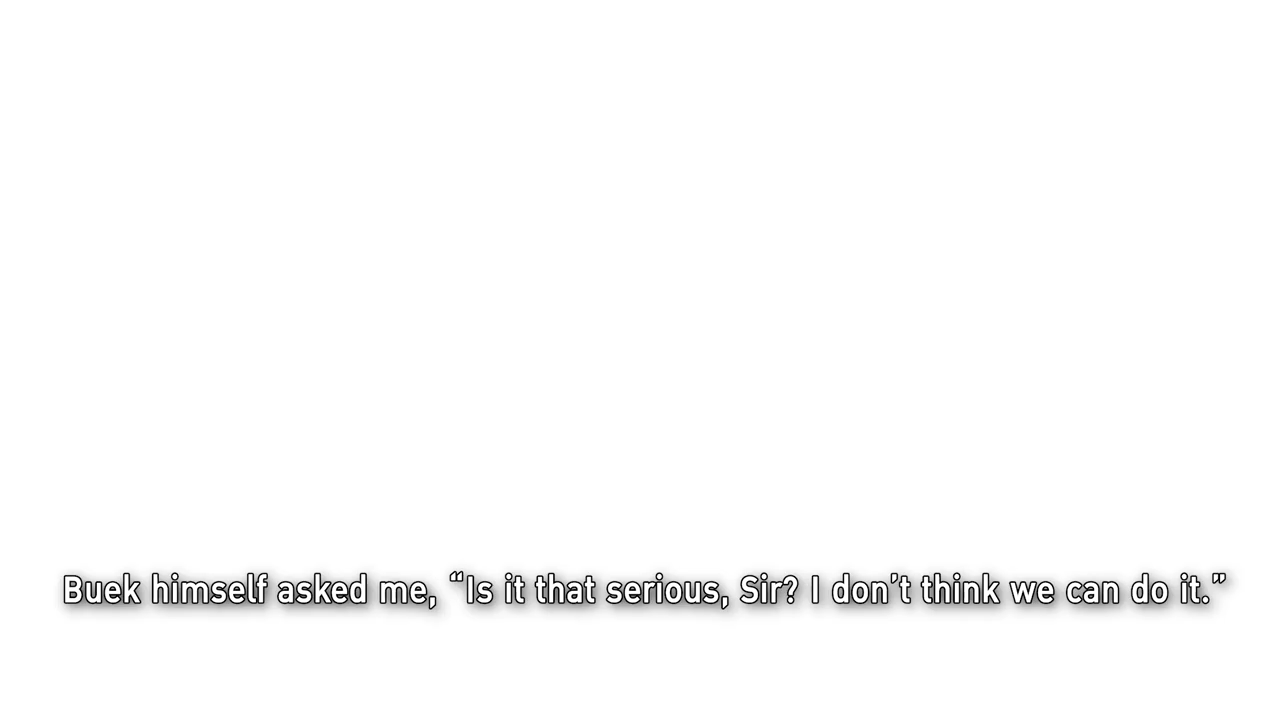 Buek himself asked me, “Is it that serious, Sir? I don’t think we can do it.”